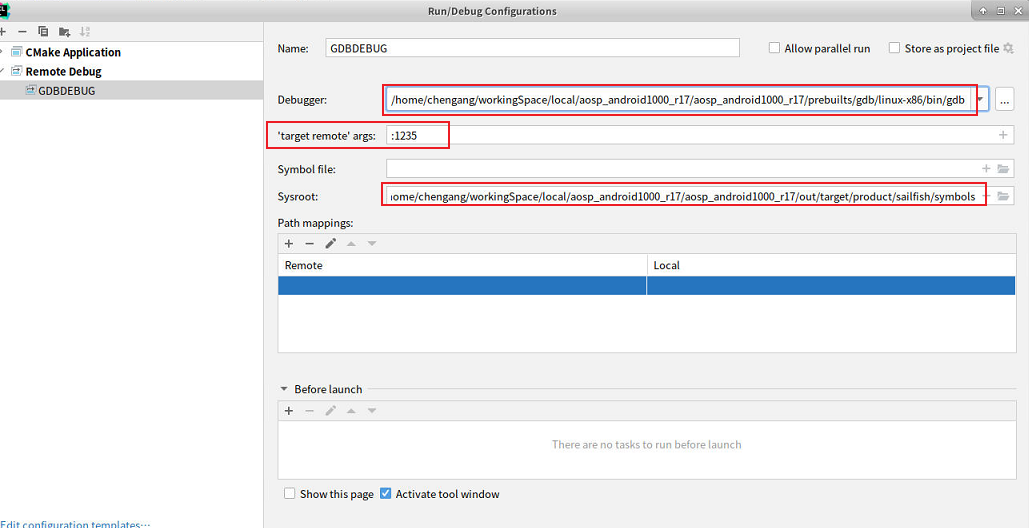 Run/Debug Configurations
CMake Application
Remote Debug
GDBDEBUG
Name: GDBDEBUG
Allow parallel run
Store as project file
Debugger: /home/chengang/workingSpace/local/aosp_android1000_r17/aosp_android1000_r17/prebuilts/gdb/linux-x86/bin/gdb ...
'target remote' args: :1235
Symbol file:
Sysroot: home/chengang/workingSpace/local/aosp_android1000_r17/aosp_android1000_r17/out/target/product/sailfish/symbols
Path mappings:
Remote Local
Before launch
There are no tasks to run before launch
Show this page Activate tool window
Edit configuration templates...